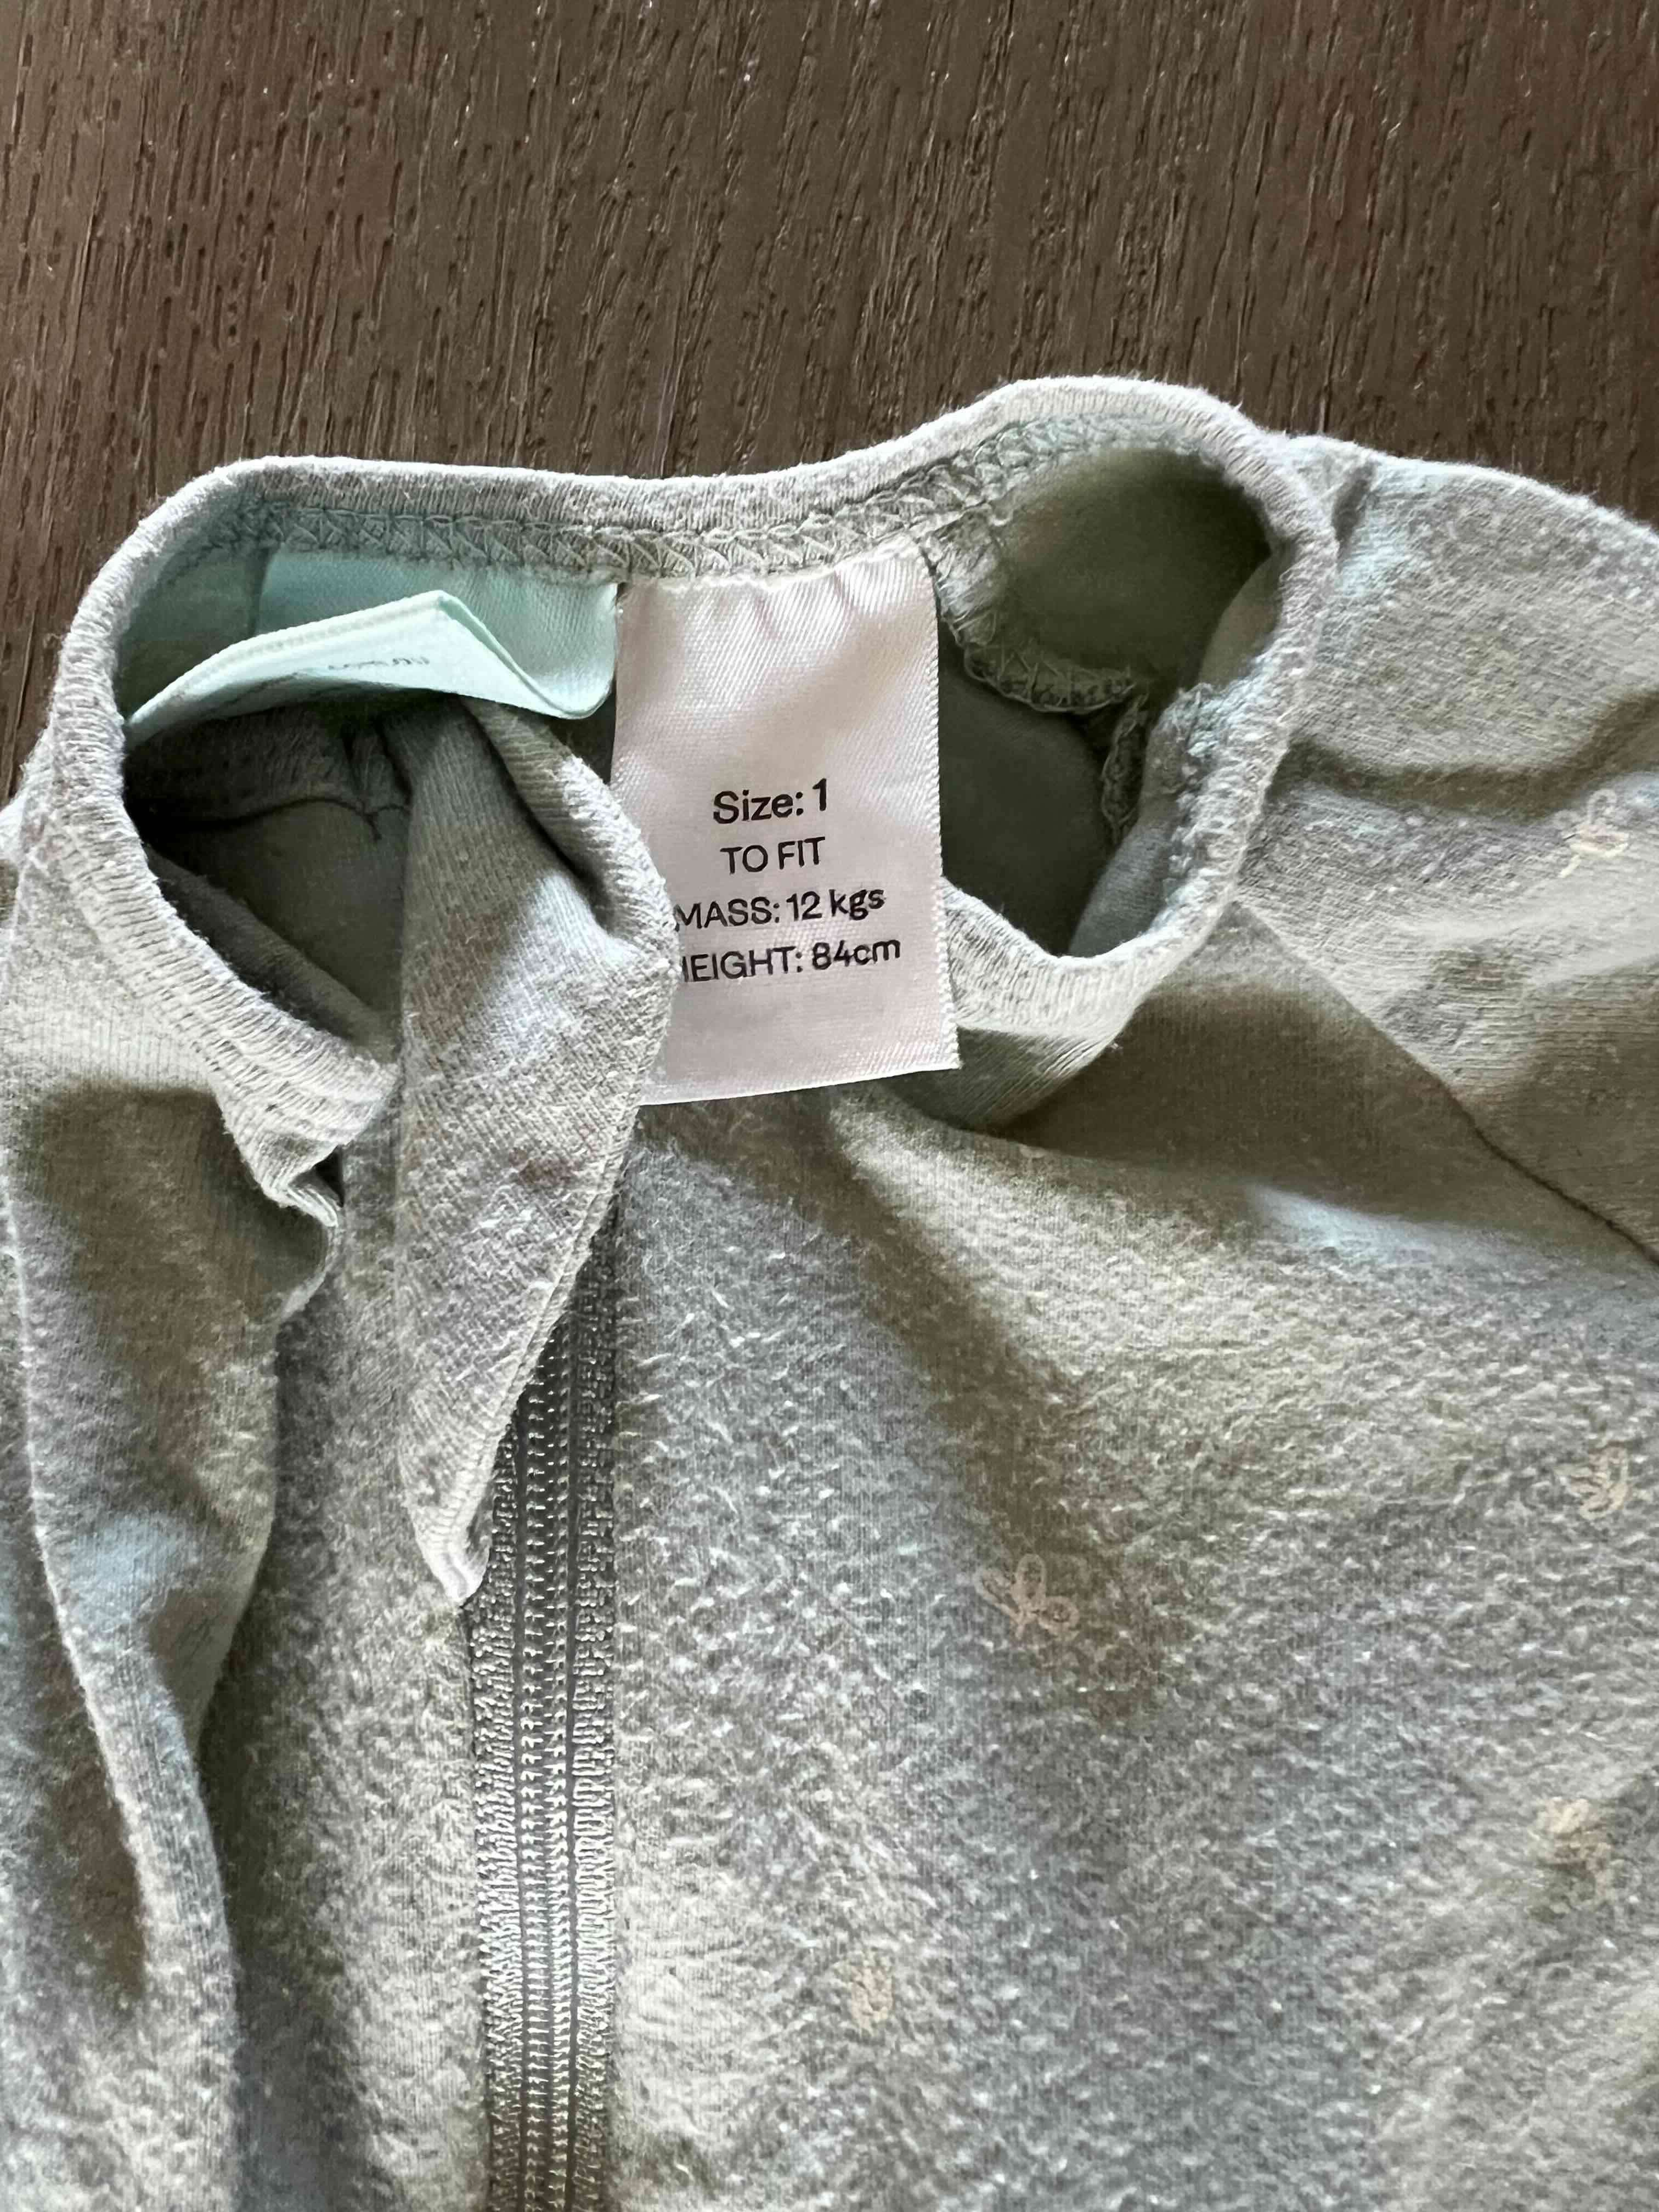 Size: 1
TO FIT
MASS: 12 kgs
HEIGHT: 84cm